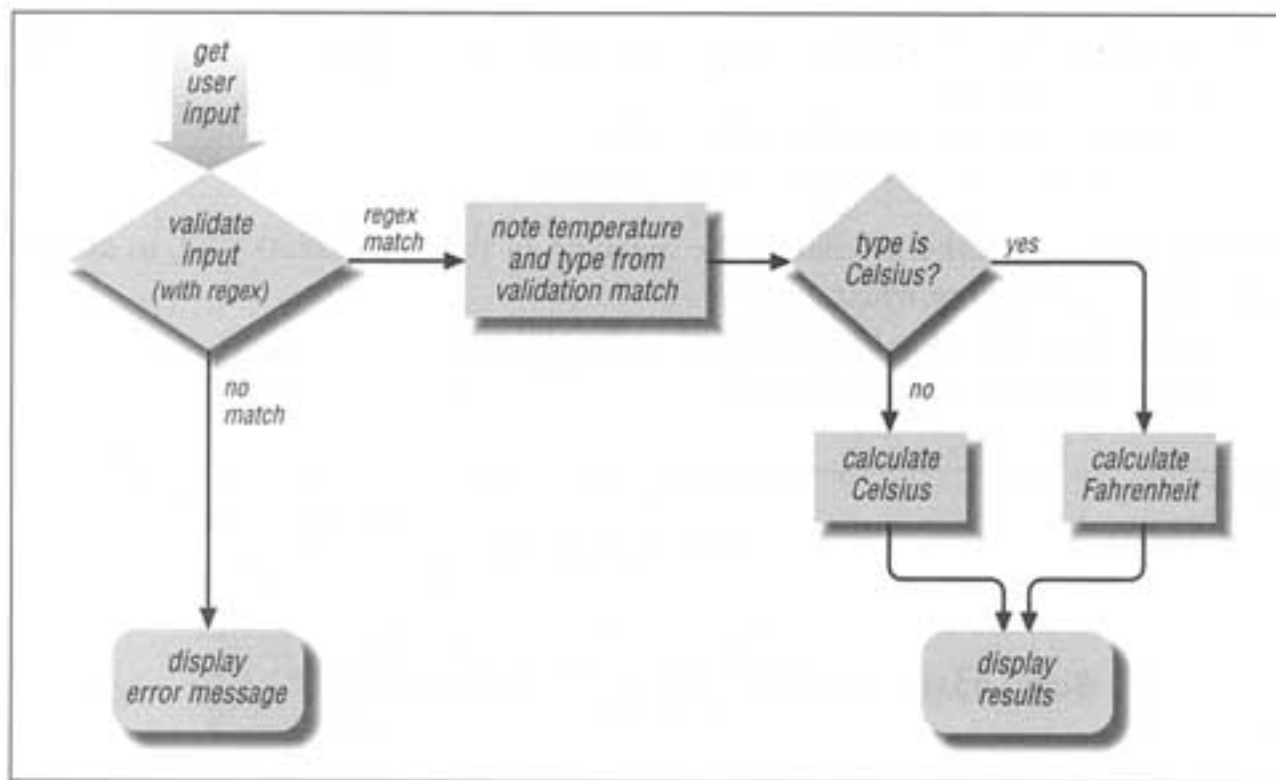 get
user
input
validate
input
(with regex)
regex
match
note temperature
and type from
validation match
type is
Celsius?
yes
no
match
no
calculate
Celsius
calculate
Fahrenheit
display
error message
display
results